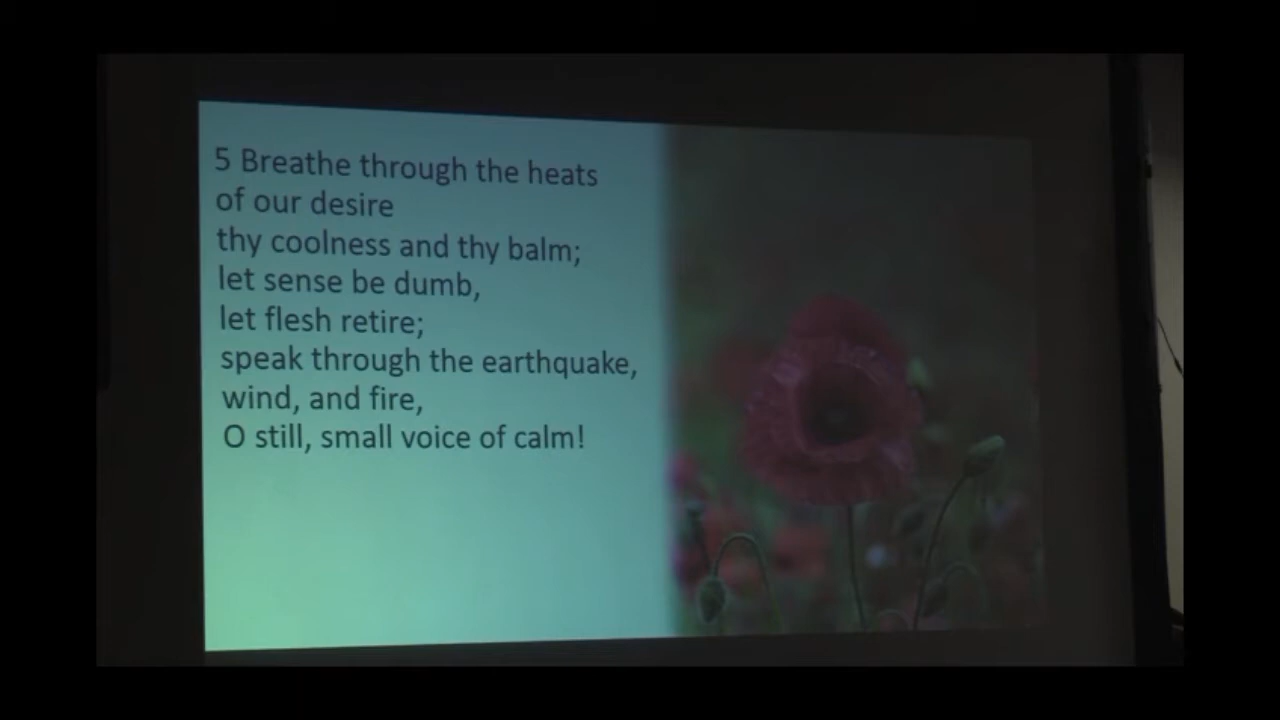 5 Breathe through the heats
of our desire
thy coolness and thy balm;
let sense be dumb,
let flesh retire;
speak through the earthquake,
wind, and fire,
O still, small voice of calm!